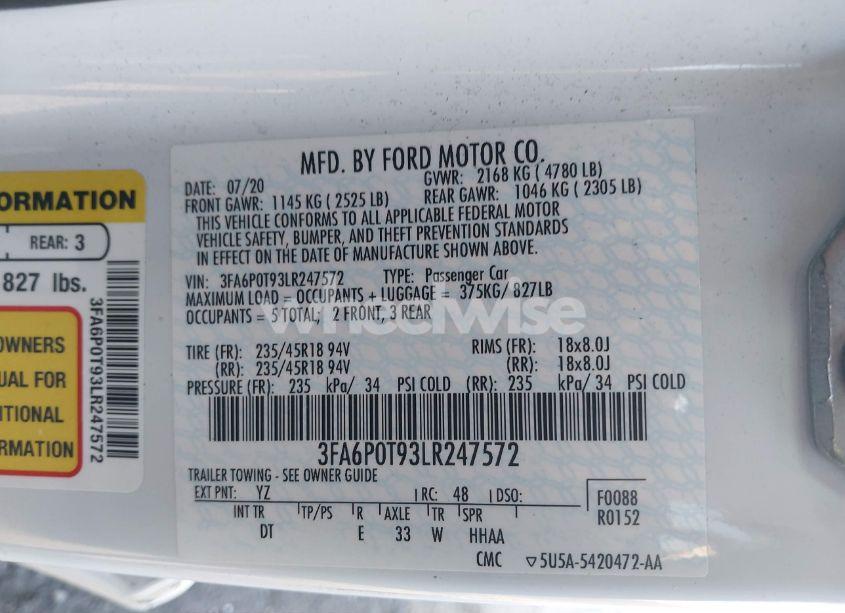 ORMATION
REAR: 3
827 lbs.
OWNERS
UAL FOR
ITIONAL
RMATION
3FA6P0T93LR247572
MFD. BY FORD MOTOR CO.
DATE: 07/20 GVWR: 2168 KG ( 4780 LB)
FRONT GAWR: 1145 KG ( 2525 LB) REAR GAWR: 1046 KG ( 2305 LB)
THIS VEHICLE CONFORMS TO ALL APPLICABLE FEDERAL MOTOR
VEHICLE SAFETY, BUMPER, AND THEFT PREVENTION STANDARDS
IN EFFECT ON THE DATE OF MANUFACTURE SHOWN ABOVE.
VIN: 3FA6P0T93LR247572 TYPE: Passenger Car
MAXIMUM LOAD = OCCUPANTS + LUGGAGE = 375KG/ 827LB
OCCUPANTS = 5 TOTAL; 2 FRONT, 3 REAR
wheelwise
TIRE (FR): 235/45R18 94V RIMS (FR): 18x8.0J
(RR): 235/45R18 94V (RR): 18x8.0J
PRESSURE (FR): 235 kPa/ 34 PSI COLD (RR): 235 kPa/ 34 PSI COLD
3FA6P0T93LR247572
TRAILER TOWING - SEE OWNER GUIDE
EXT PNT: YZ RC: 48 DSO: F0088
INT TR TP/PS R AXLE TR SPR R0152
DT E 33 W HHAA
CMC ▽5U5A-5420472-AA